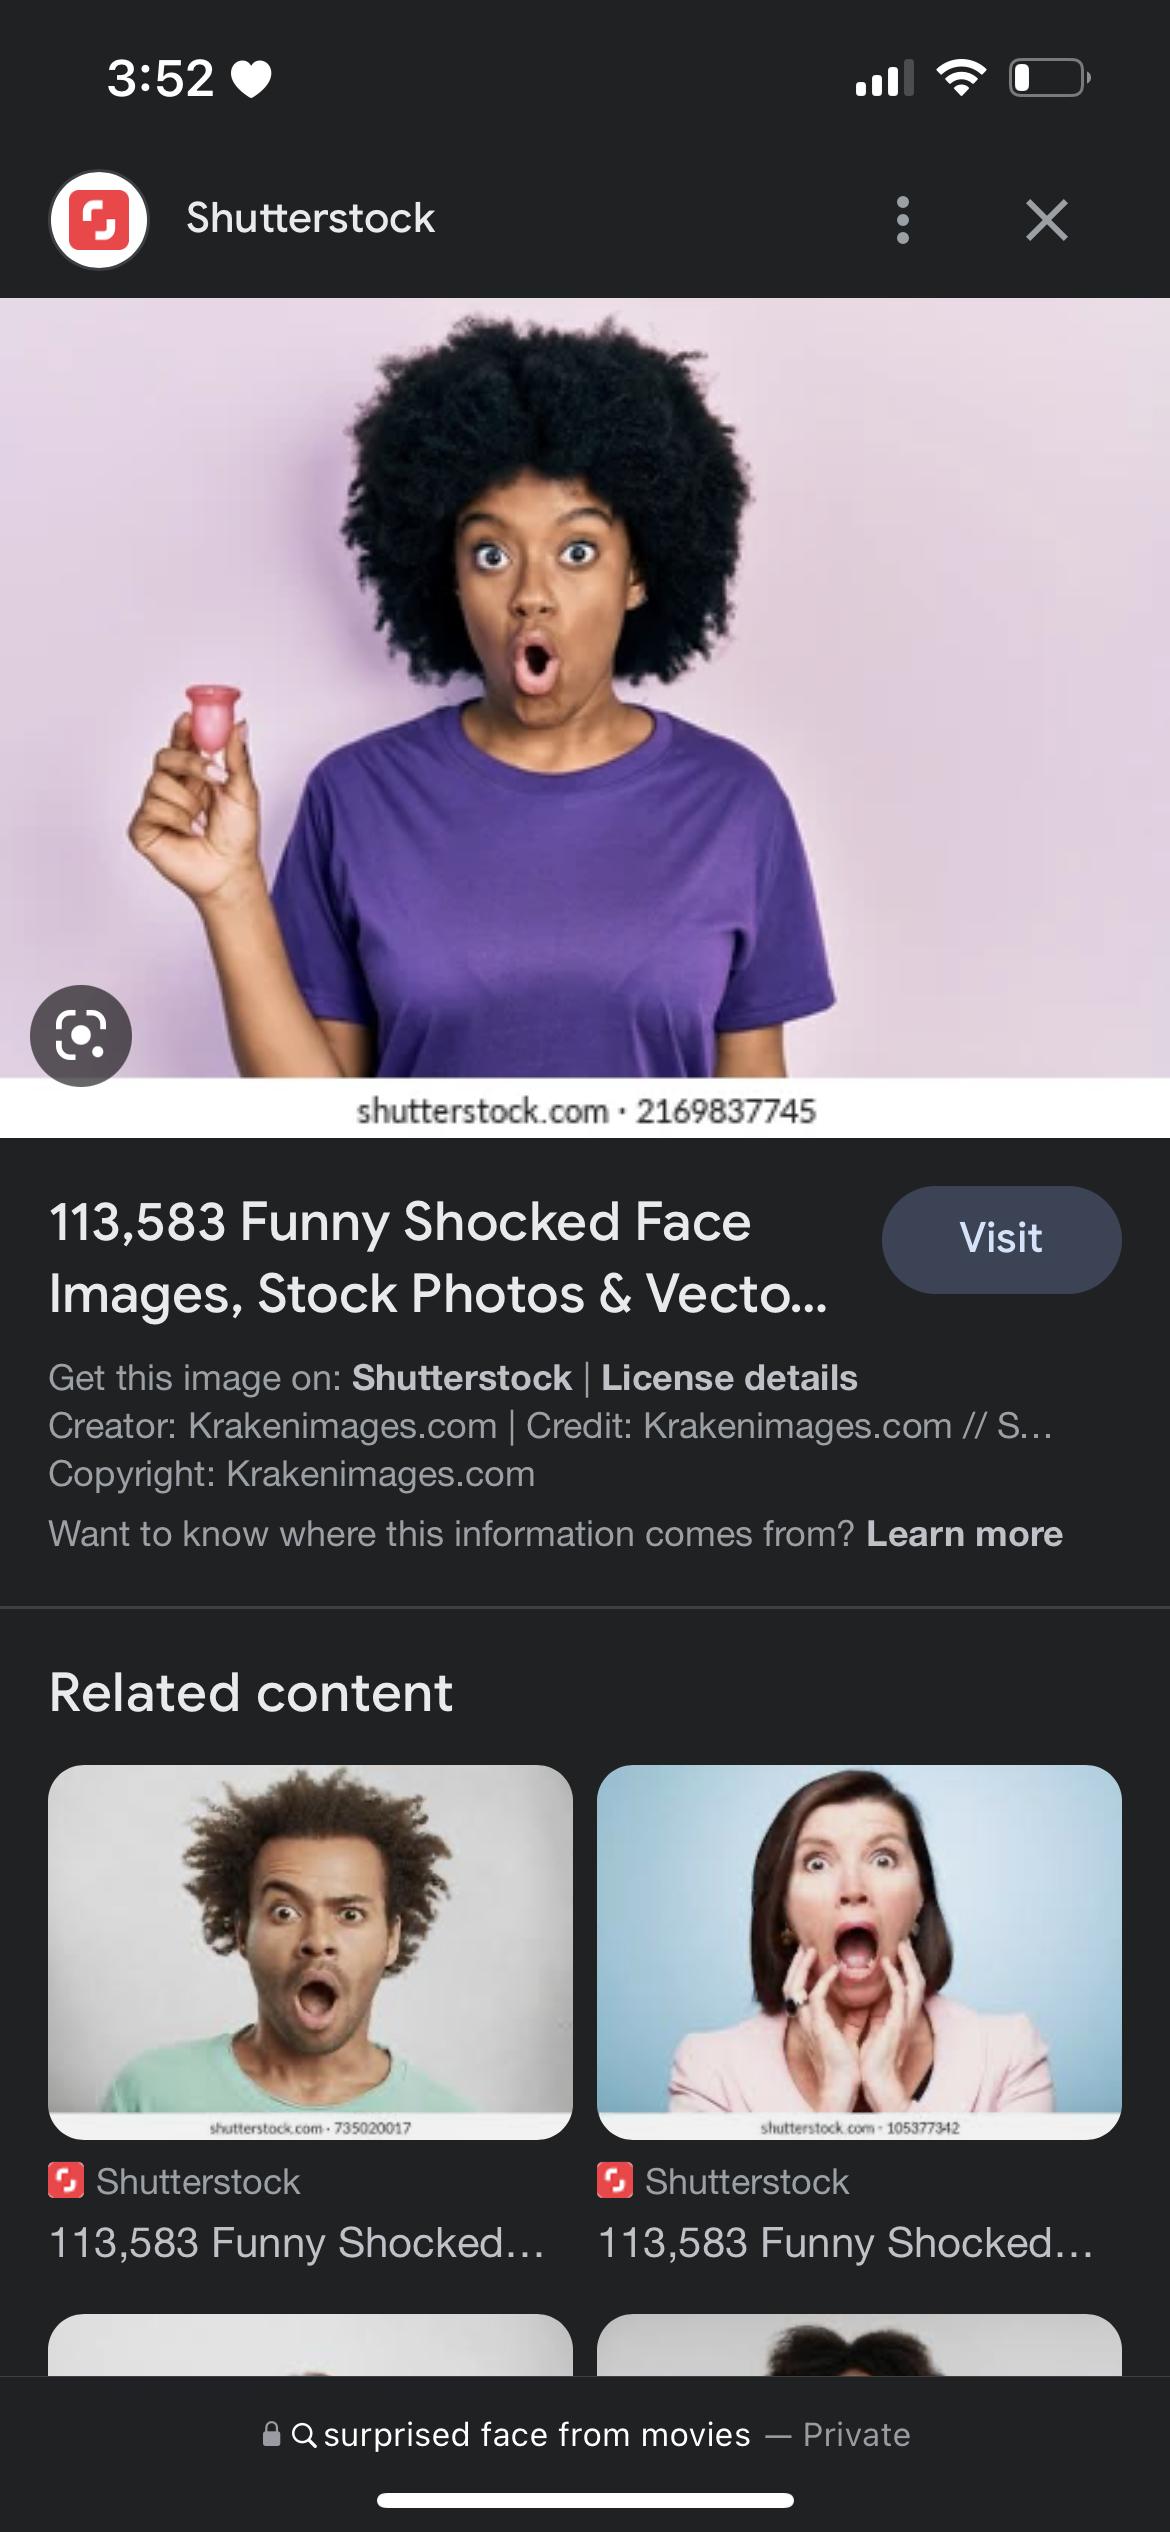 3:52
Shutterstock
shutterstock.com · 2169837745
113,583 Funny Shocked Face
Images, Stock Photos & Vecto...
Visit
Get this image on: Shutterstock | License details
Creator: Krakenimages.com | Credit: Krakenimages.com // S...
Copyright: Krakenimages.com
Want to know where this information comes from? Learn more
Related content
shutterstock.com · 735020017
shutterstock.com · 105377342
Shutterstock
Shutterstock
113,583 Funny Shocked...
113,583 Funny Shocked...
surprised face from movies — Private